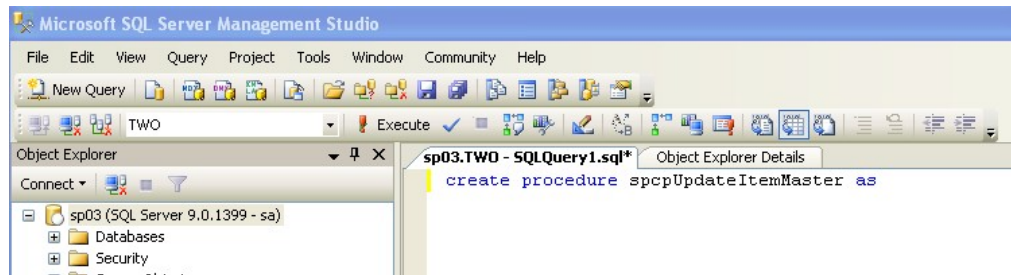 Microsoft SQL Server Management Studio
File Edit View Query Project Tools Window Community Help
New Query
TWO Execute
Object Explorer sp03.TWO - SQLQuery1.sql* Object Explorer Details
Connect create procedure spcpUpdateItemMaster as
sp03 (SQL Server 9.0.1399 - sa)
Databases
Security